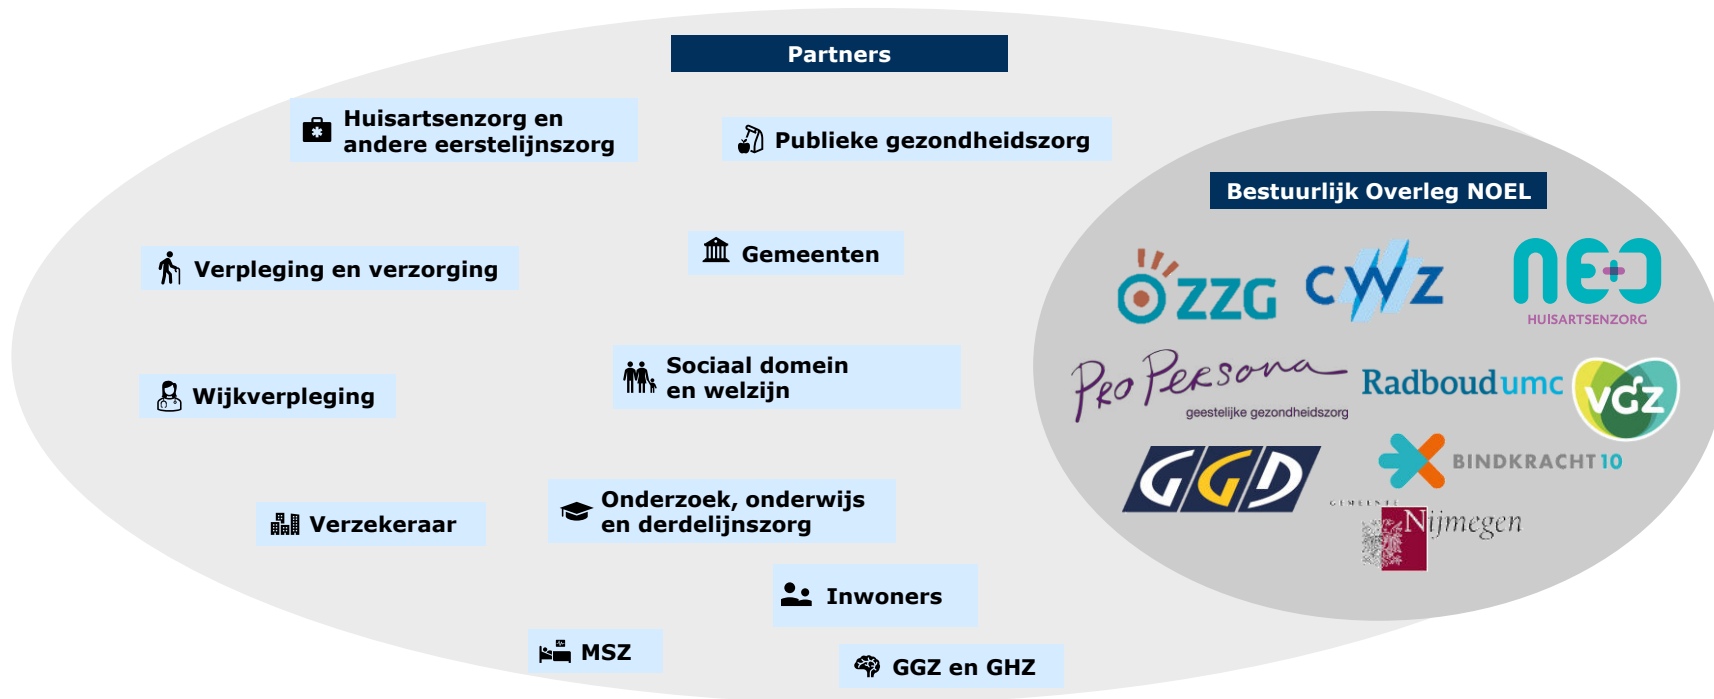 Partners
Huisartsenzorg en
andere eerstelijnszorg
Publieke gezondheidszorg
Verpleging en verzorging
Gemeenten
Wijkverpleging
Sociaal domein
en welzijn
Verzekeraar
Onderzoek, onderwijs
en derdelijnszorg
Inwoners
MSZ
GGZ en GHZ
Bestuurlijk Overleg NOEL
ZZG
CWZ
NEO
HUISARTSENZORG
Pro Persona
geestelijke gezondheidszorg
Radboudumc
VGZ
GGD
BINDKRACHT10
GEMEENTE
Nijmegen